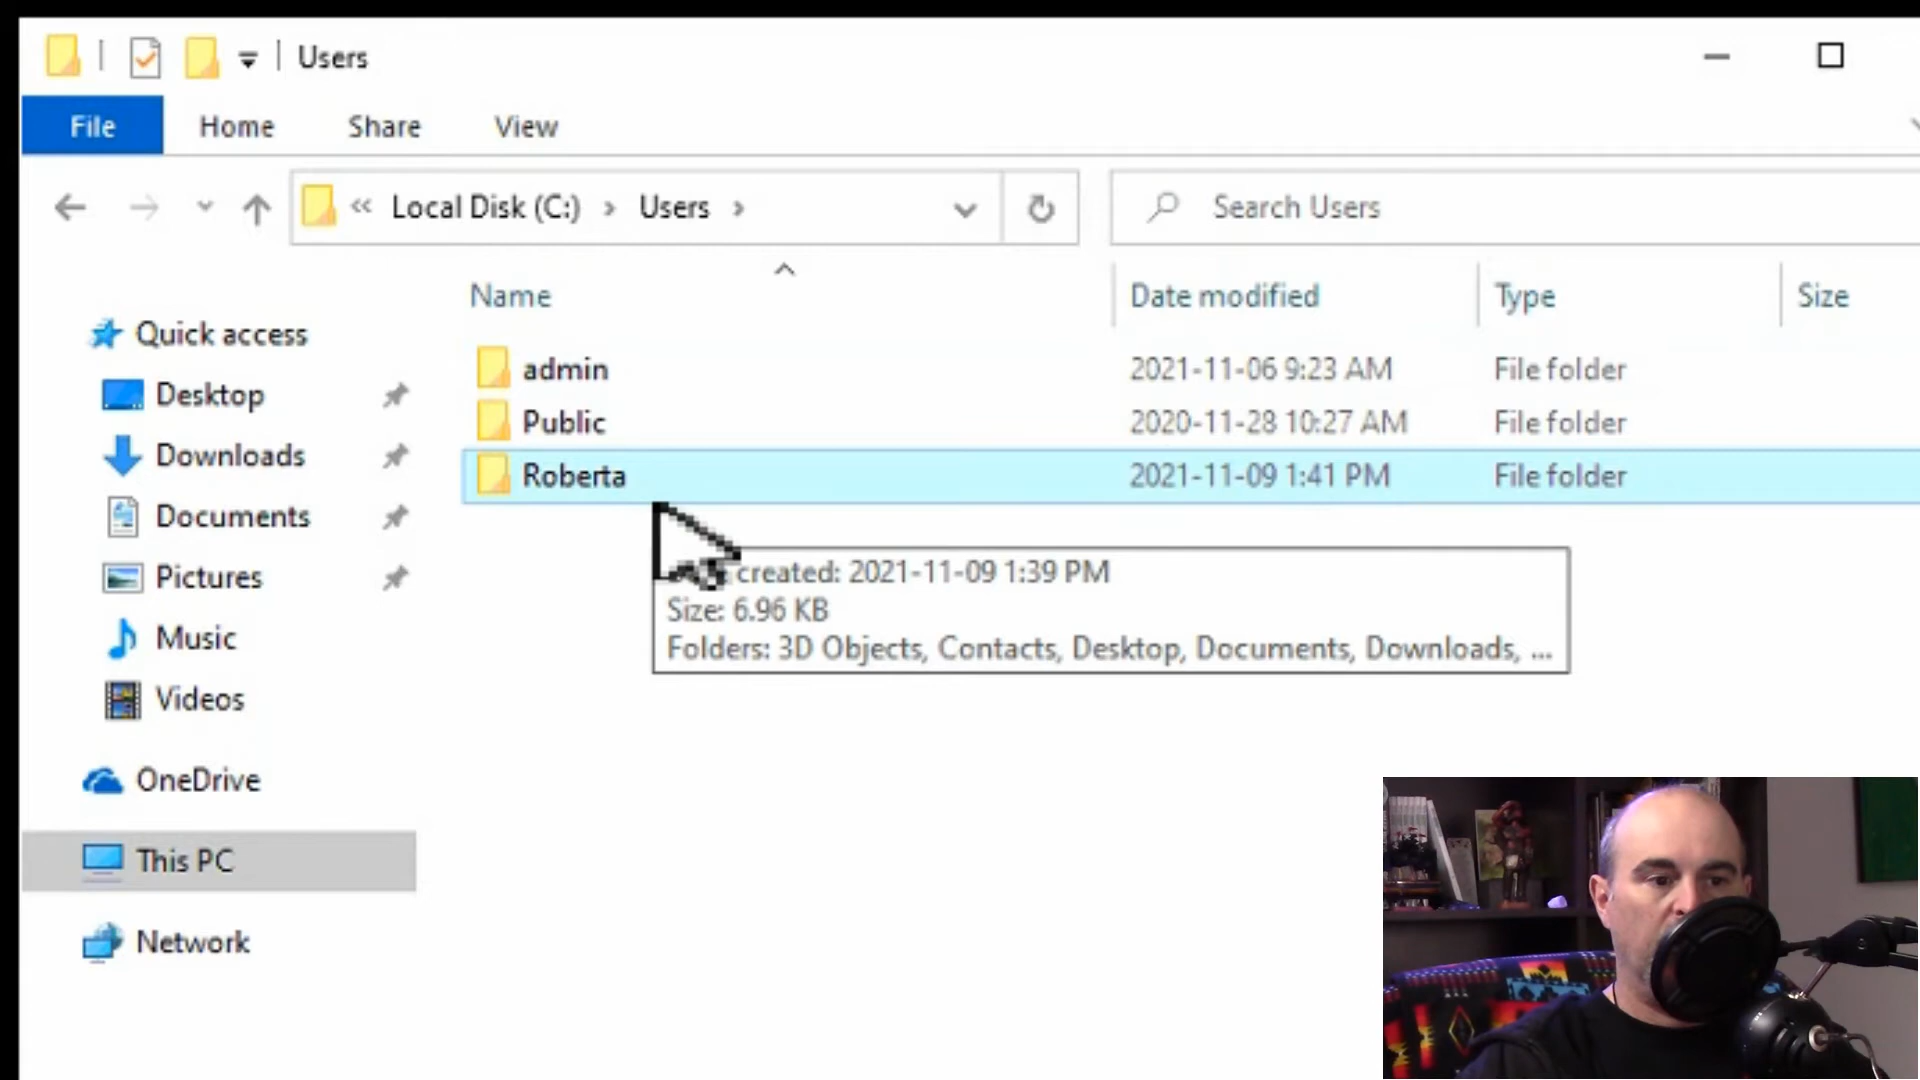 Users
File Home Share View
« Local Disk (C:) › Users › Search Users
Name Date modified Type Size
Quick access
Desktop
Downloads
Documents
Pictures
Music
Videos
OneDrive
This PC
Network
admin 2021-11-06 9:23 AM File folder
Public 2020-11-28 10:27 AM File folder
Roberta 2021-11-09 1:41 PM File folder
created: 2021-11-09 1:39 PM
Size: 6.96 KB
Folders: 3D Objects, Contacts, Desktop, Documents, Downloads, ...